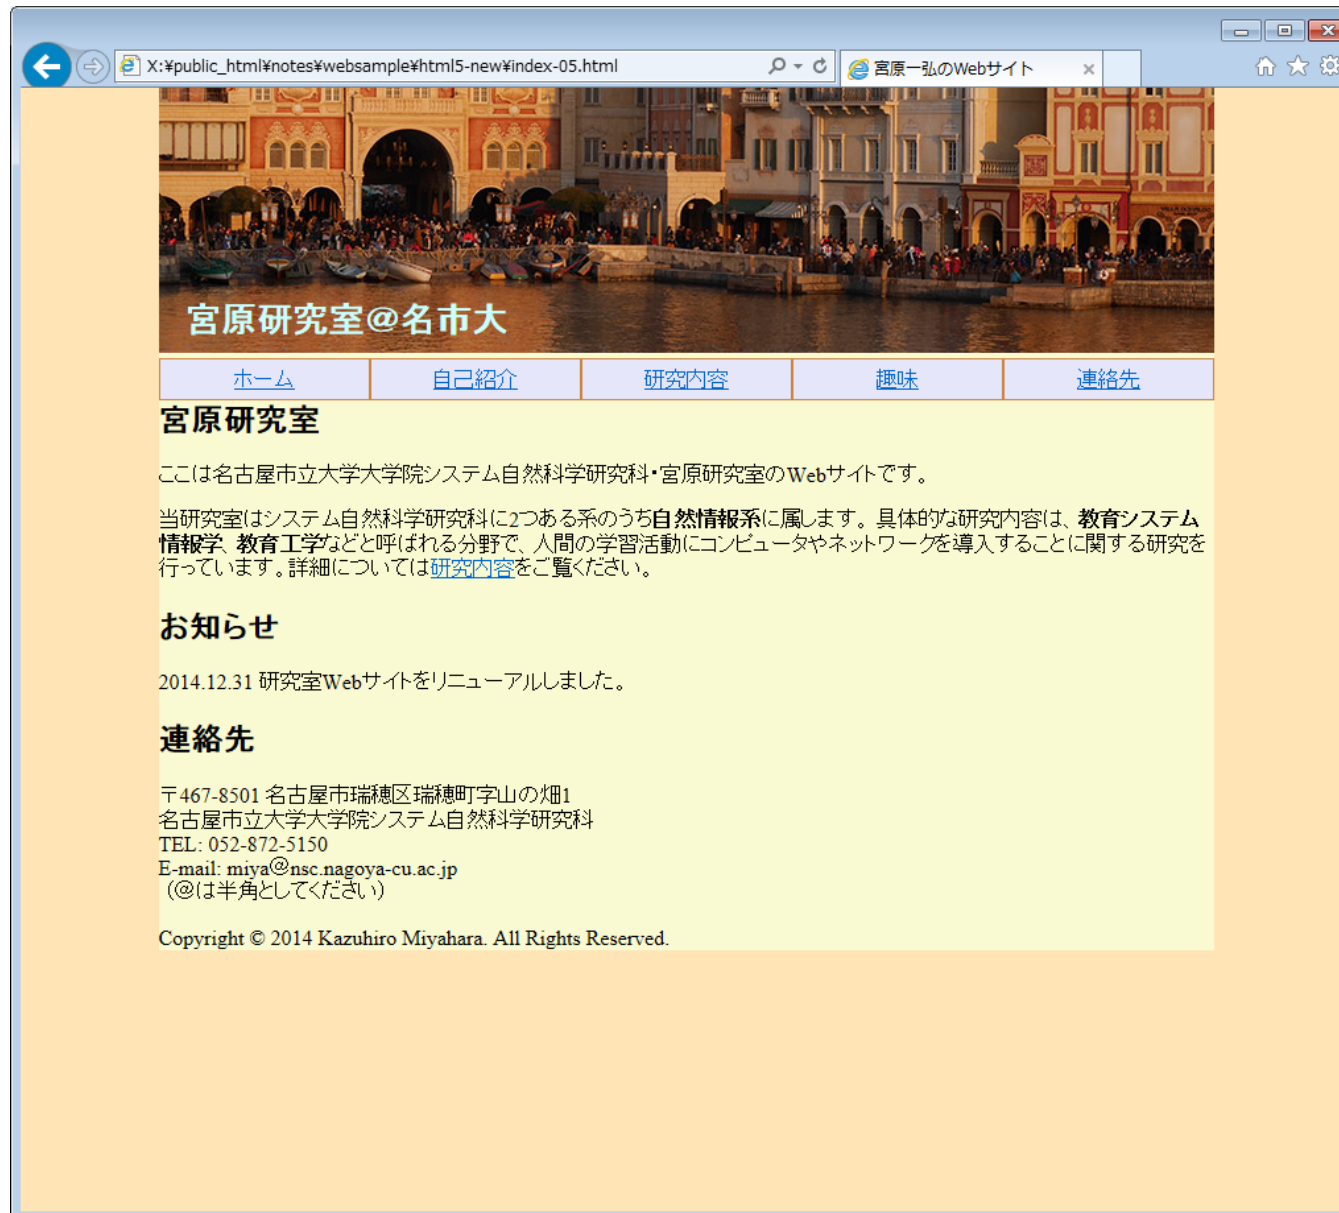 X:¥public_html¥notes¥websample¥html5-new¥index-05.html
宮原一弘のWebサイト
宮原研究室@名市大
ホーム 自己紹介 研究内容 趣味 連絡先
宮原研究室
ここは名古屋市立大学大学院システム自然科学研究科・宮原研究室のWebサイトです。
当研究室はシステム自然科学研究科に2つある系のうち自然情報系に属します。具体的な研究内容は、教育システム
情報学、教育工学などと呼ばれる分野で、人間の学習活動にコンピュータやネットワークを導入することに関する研究を
行っています。詳細については研究内容をご覧ください。
お知らせ
2014.12.31 研究室Webサイトをリニューアルしました。
連絡先
〒467-8501 名古屋市瑞穂区瑞穂町字山の畑1
名古屋市立大学大学院システム自然科学研究科
TEL: 052-872-5150
E-mail: miya＠nsc.nagoya-cu.ac.jp
（＠は半角としてください）
Copyright © 2014 Kazuhiro Miyahara. All Rights Reserved.